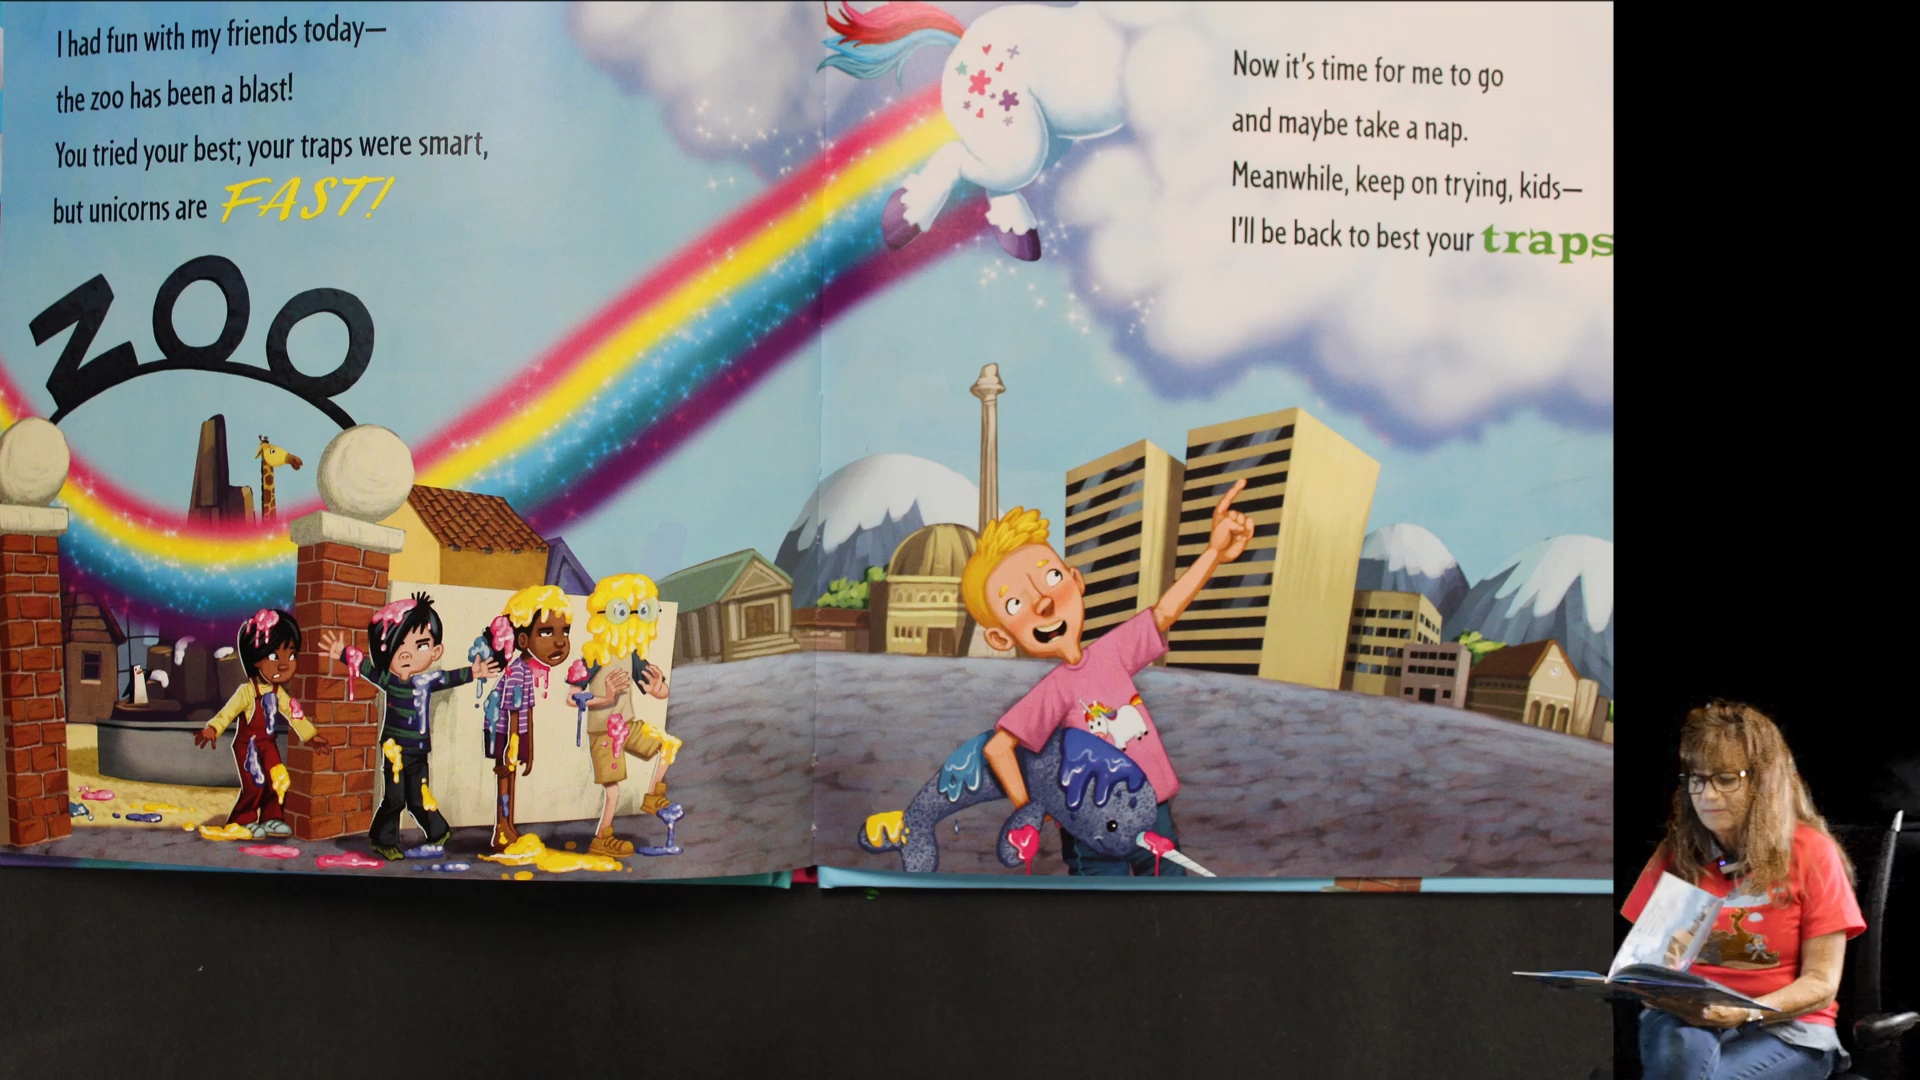 I had fun with my friends today—
the zoo has been a blast!
You tried your best; your traps were smart,
but unicorns are FAST!
ZOO
Now it's time for me to go
and maybe take a nap.
Meanwhile, keep on trying, kids—
I'll be back to best your traps